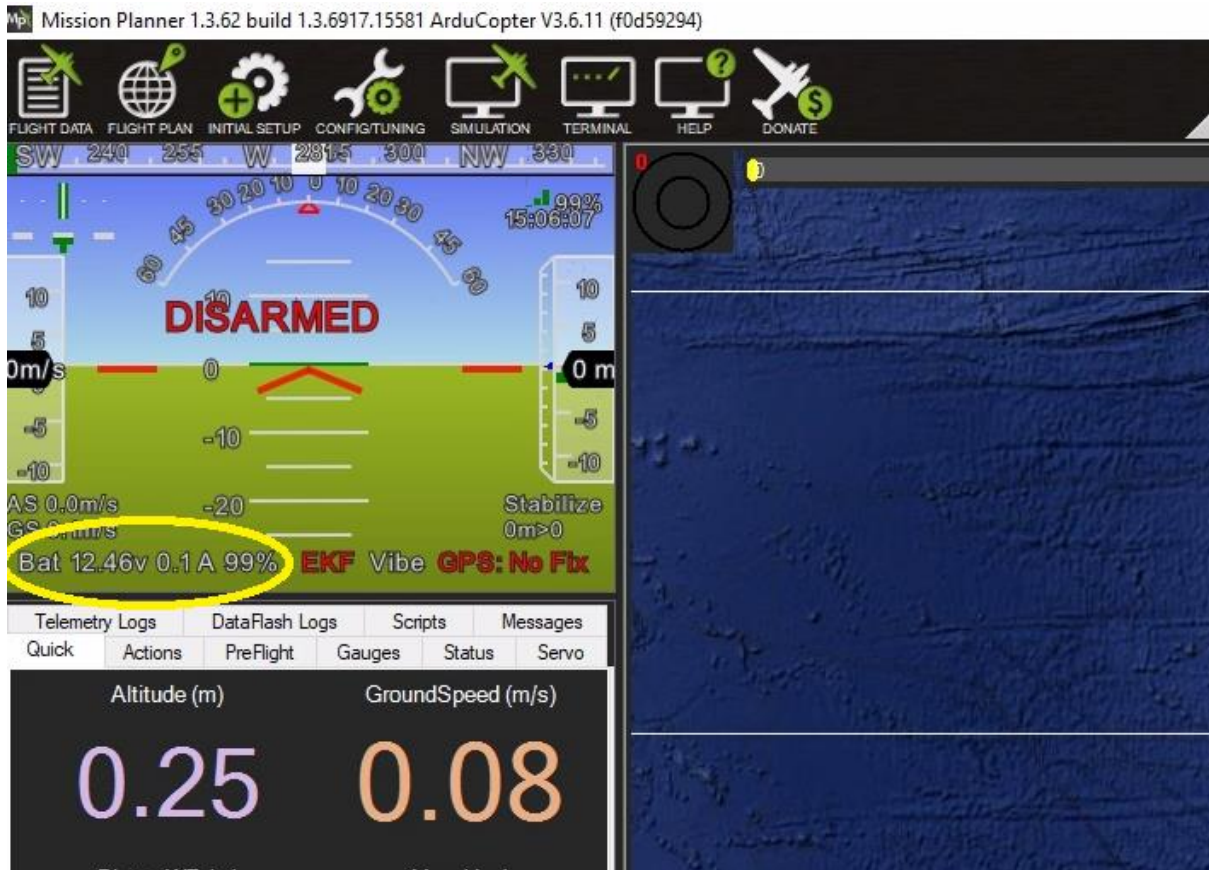 Mission Planner 1.3.62 build 1.3.6917.15581 ArduCopter V3.6.11 (f0d59294)
FLIGHT DATA FLIGHT PLAN INITIAL SETUP CONFIG/TUNING SIMULATION TERMINAL HELP DONATE
SW 240 255 W 300 NW 330
0
0
60 45 30 20 10 0 10 20 30 45 60
99%
15:06:07
10 10 10
DISARMED
5 5
0m/s 0 0 m
-5 -10 -5
-10 -10
AS 0.0m/s -20 Stabilize
0m>0
Bat 12.46v 0.1 A 99% EKF Vibe GPS: No Fix
Telemetry Logs DataFlash Logs Scripts Messages
Quick Actions PreFlight Gauges Status Servo
Altitude (m) GroundSpeed (m/s)
0.25 0.08